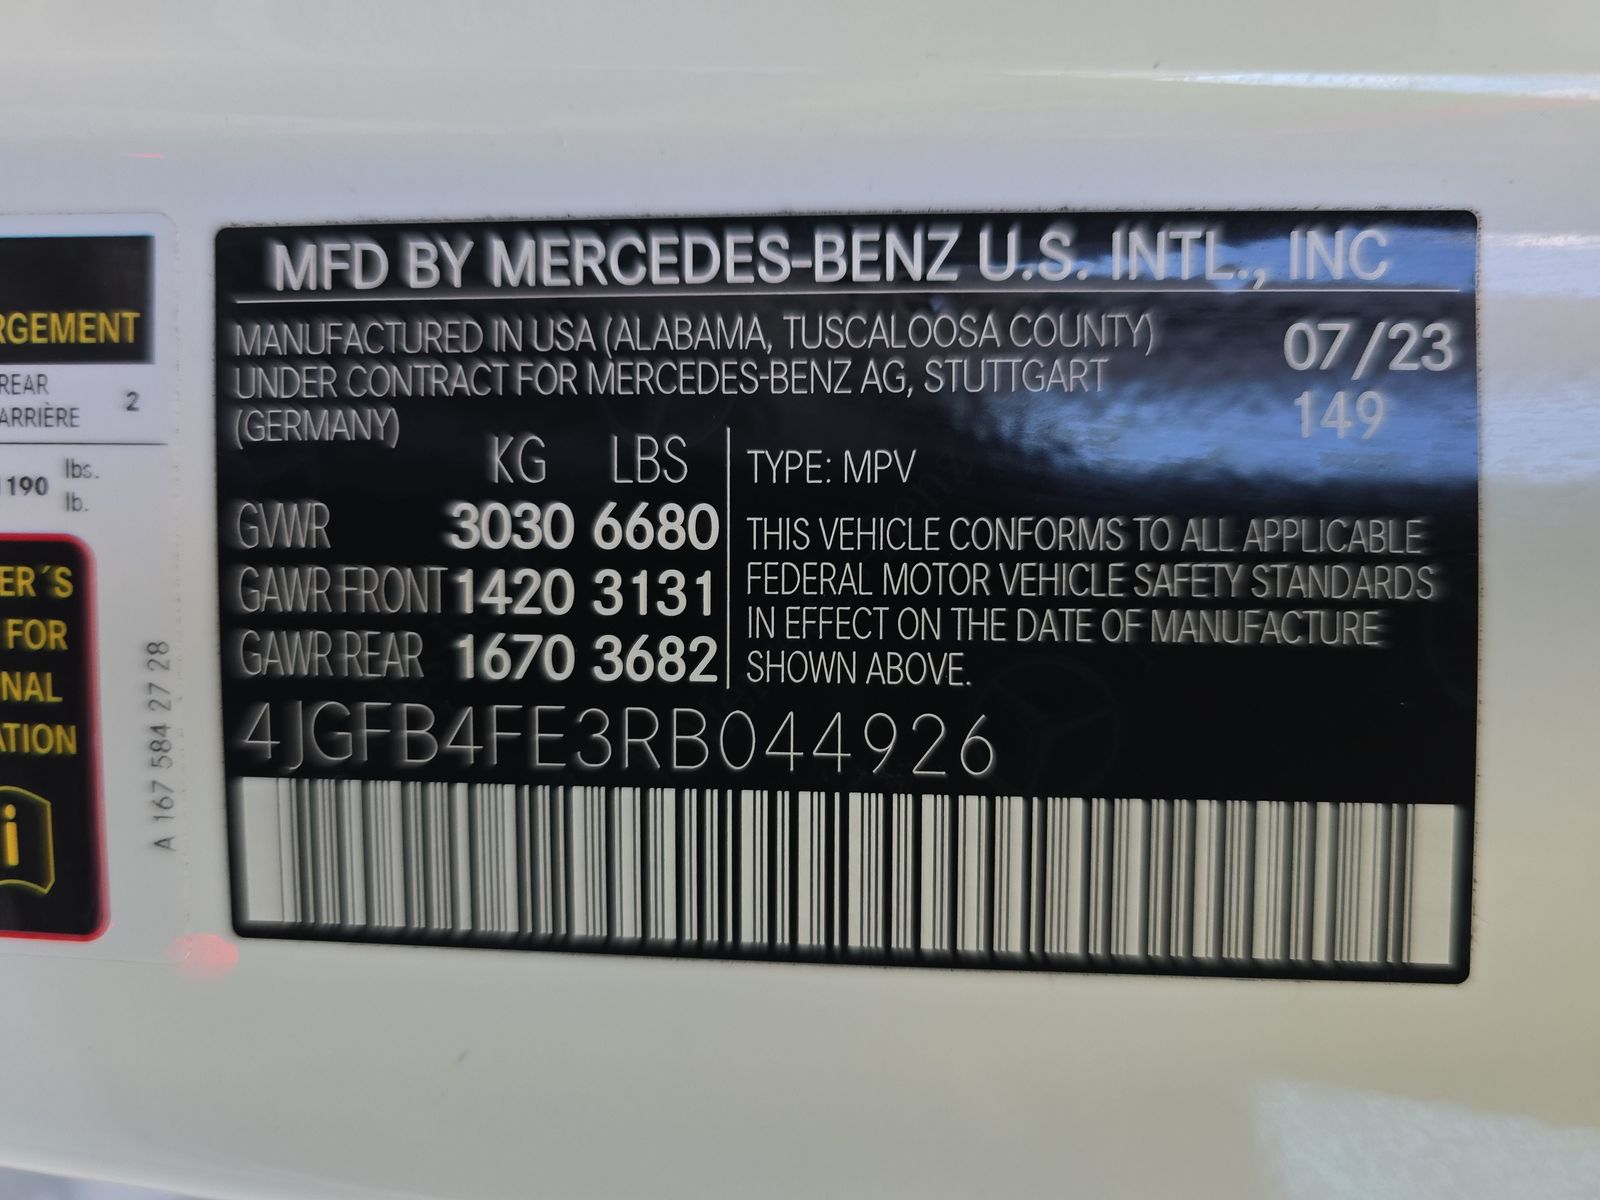 RGEMENT
REAR
ARRIÈRE 2
1190 lbs.
lb.
ER´S
FOR
NAL
ATION
i
A 167 584 27 28
MFD BY MERCEDES-BENZ U.S. INTL., INC
MANUFACTURED IN USA (ALABAMA, TUSCALOOSA COUNTY)
UNDER CONTRACT FOR MERCEDES-BENZ AG, STUTTGART
(GERMANY)
07/23
149
KG LBS
GVWR 3030 6680
GAWR FRONT 1420 3131
GAWR REAR 1670 3682
TYPE: MPV
THIS VEHICLE CONFORMS TO ALL APPLICABLE
FEDERAL MOTOR VEHICLE SAFETY STANDARDS
IN EFFECT ON THE DATE OF MANUFACTURE
SHOWN ABOVE.
4JGFB4FE3RB044926